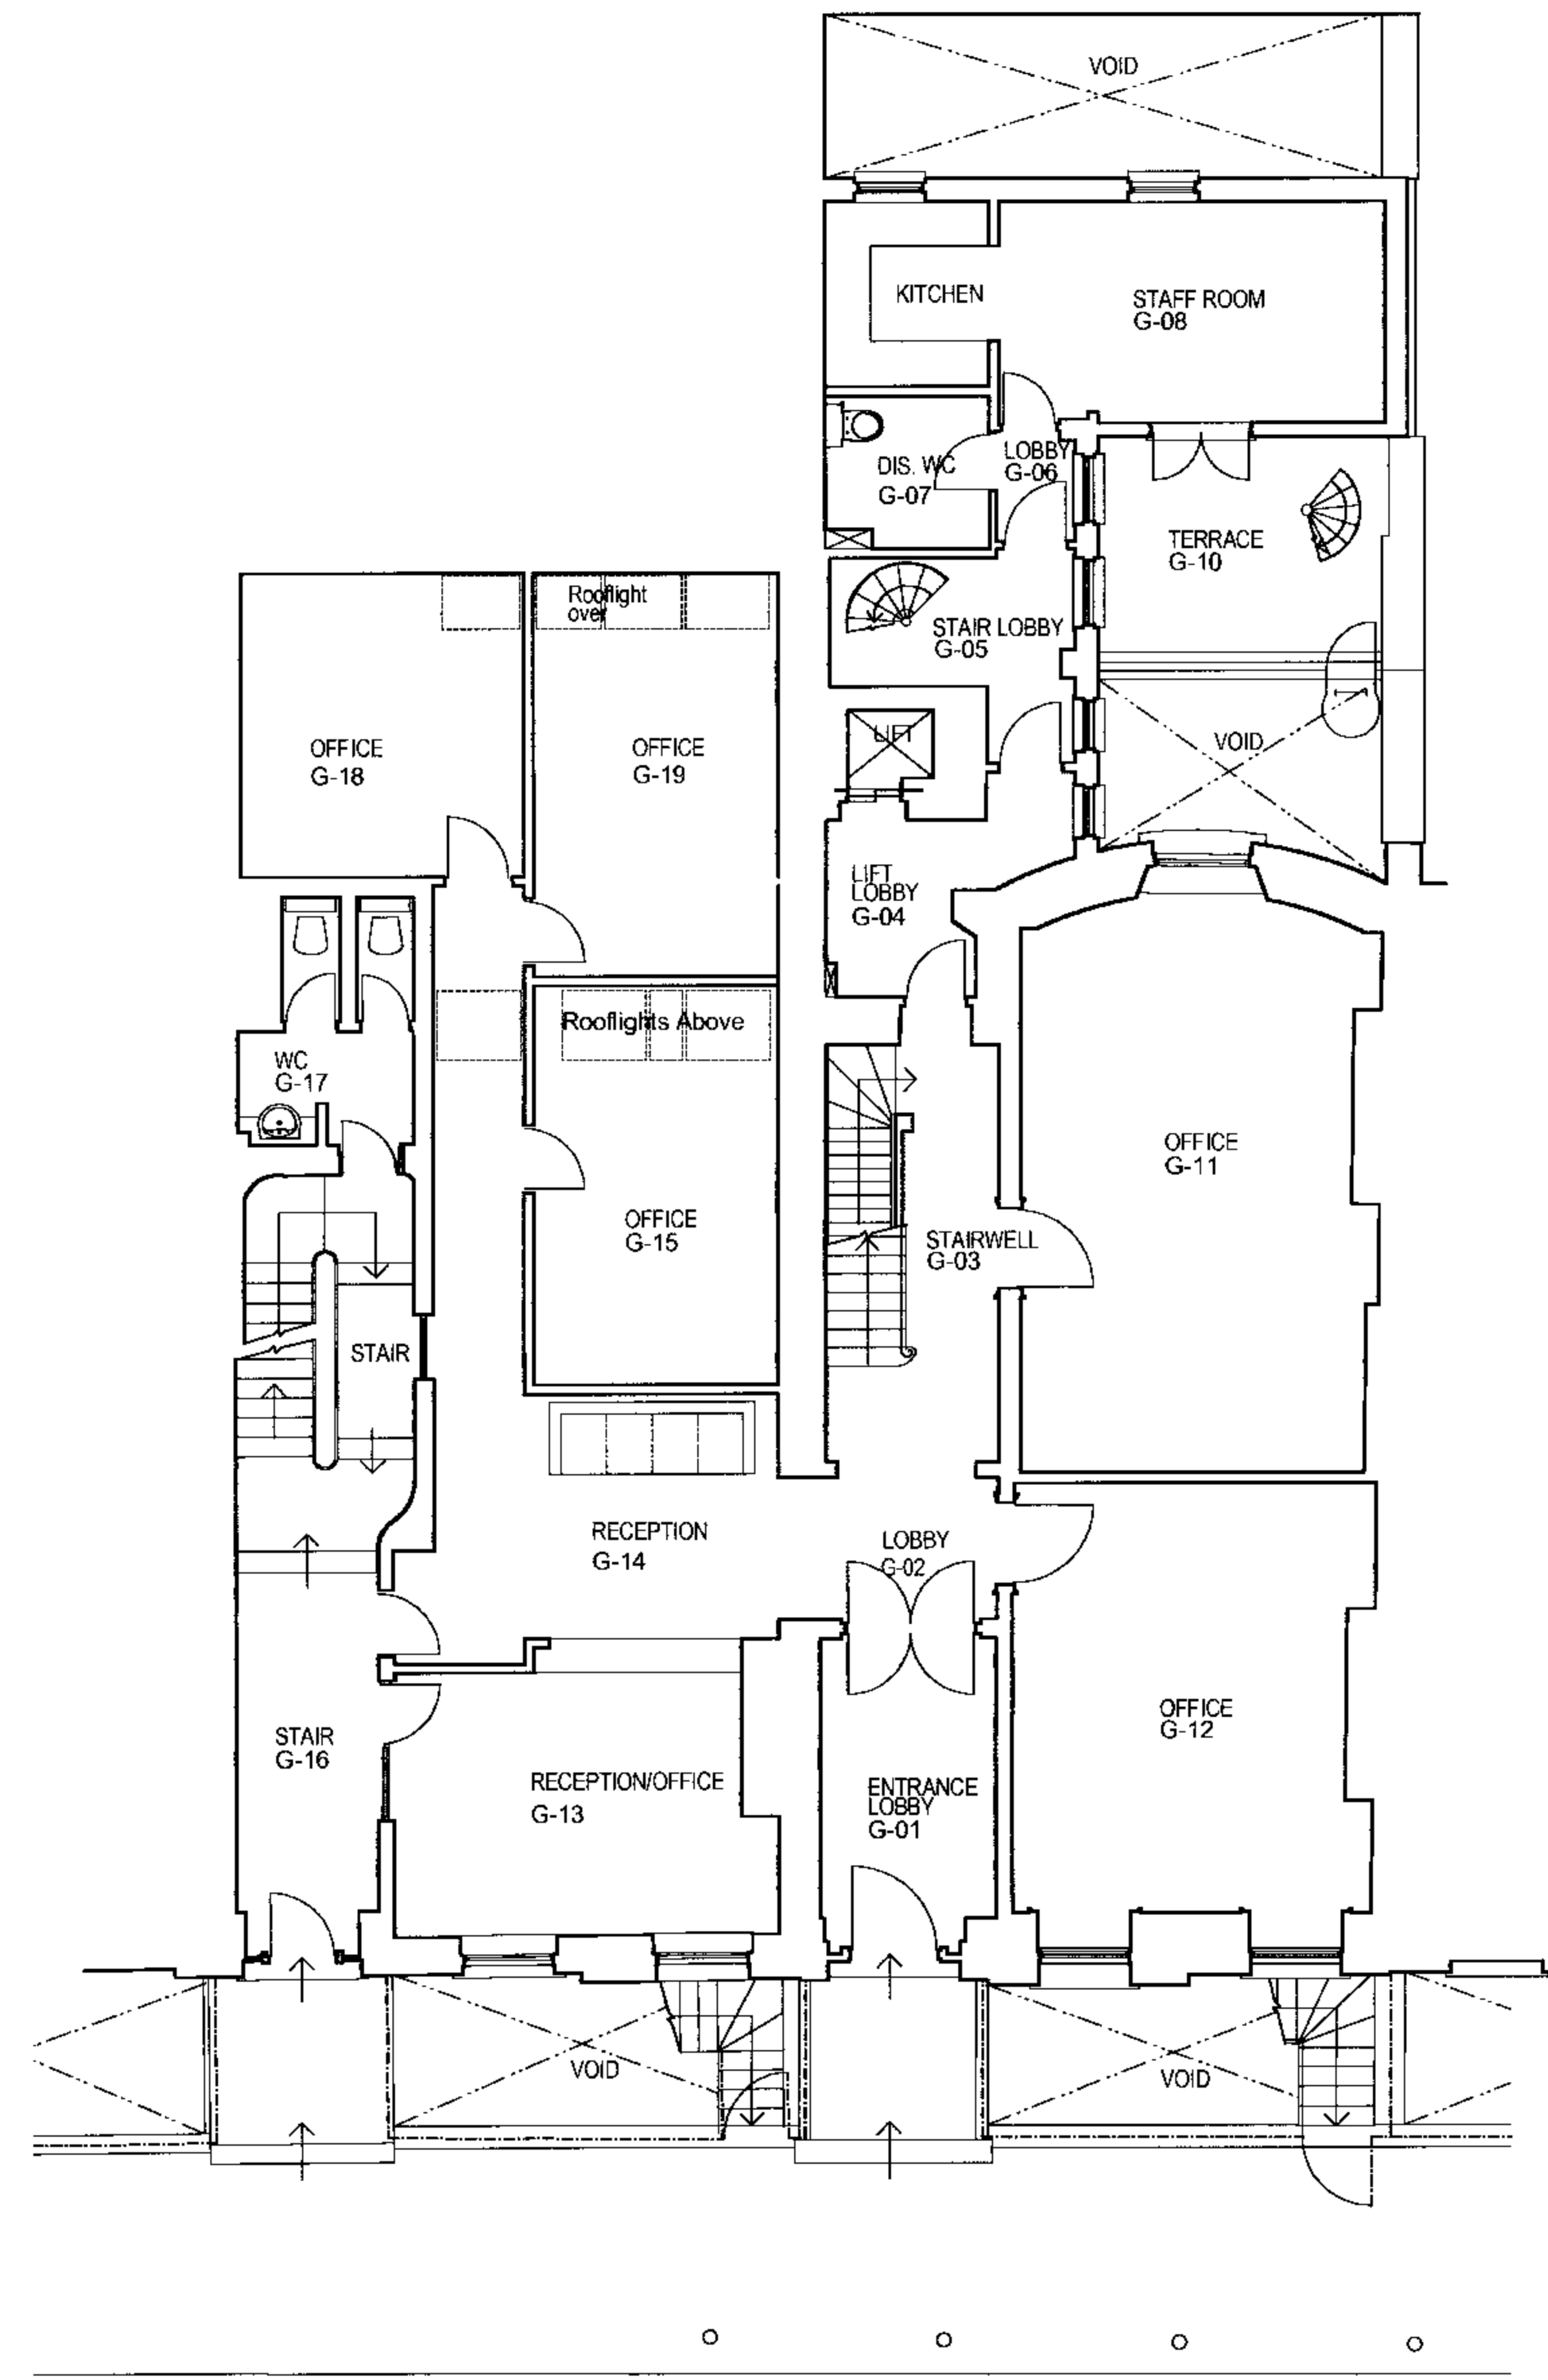 VOID
KITCHEN
STAFF ROOM
G-08
DIS. WC
G-07
LOBBY
G-06
TERRACE
G-10
Rooflight
over
STAIR LOBBY
G-05
OFFICE
G-18
OFFICE
G-19
LIFT
VOID
LIFT
LOBBY
G-04
Rooflights Above
WC
G-17
OFFICE
G-11
OFFICE
G-15
STAIRWELL
G-03
STAIR
RECEPTION
G-14
LOBBY
G-02
STAIR
G-16
RECEPTION/OFFICE
G-13
ENTRANCE
LOBBY
G-01
OFFICE
G-12
VOID
VOID